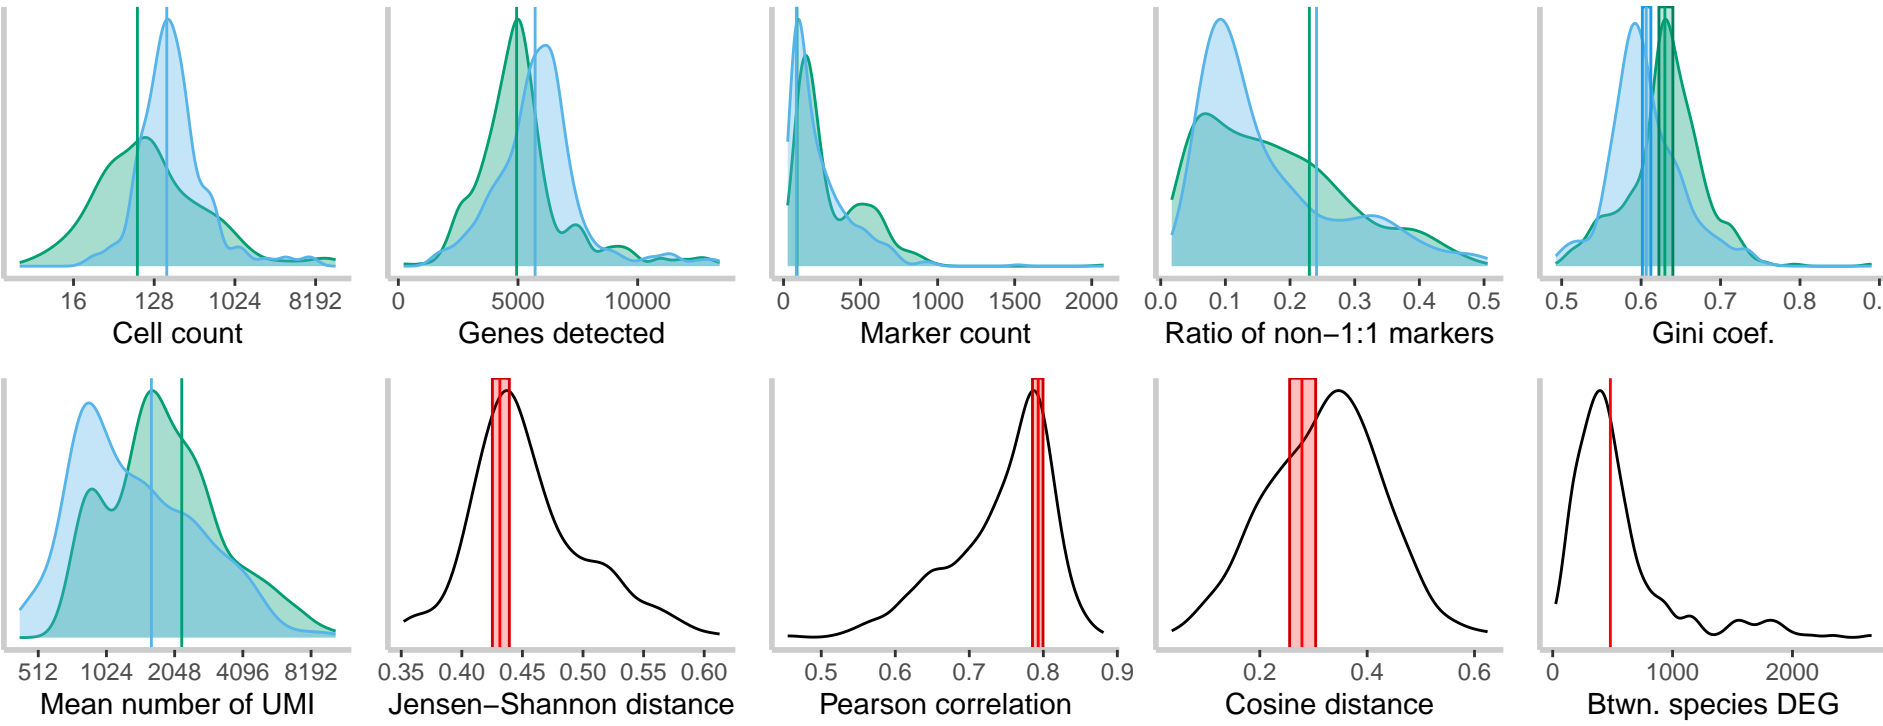 16 128 1024 8192
Cell count
0 5000 10000
Genes detected
0 500 1000 1500 2000
Marker count
0.0 0.1 0.2 0.3 0.4 0.5
Ratio of non−1:1 markers
0.5 0.6 0.7 0.8 0.
Gini coef.
512 1024 2048 4096 8192
Mean number of UMI
0.35 0.40 0.45 0.50 0.55 0.60
Jensen−Shannon distance
0.5 0.6 0.7 0.8 0.9
Pearson correlation
0.2 0.4 0.6
Cosine distance
0 1000 2000
Btwn. species DEG